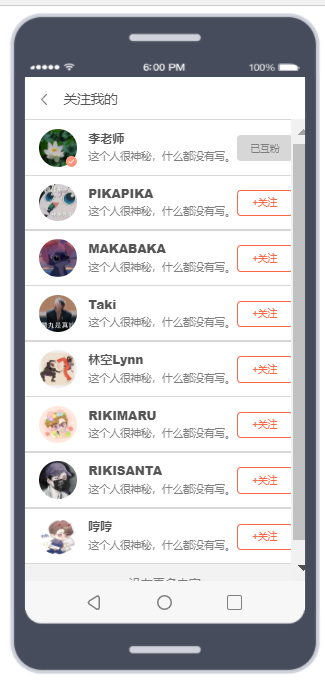 6:00 PM 100%
关注我的
李老师
这个人很神秘，什么都没有写。
已互粉
PIKAPIKA
这个人很神秘，什么都没有写。
+关注
MAKABAKA
这个人很神秘，什么都没有写。
+关注
Taki
这个人很神秘，什么都没有写。
+关注
林空Lynn
这个人很神秘，什么都没有写。
+关注
RIKIMARU
这个人很神秘，什么都没有写。
+关注
RIKISANTA
这个人很神秘，什么都没有写。
+关注
哼哼
这个人很神秘，什么都没有写。
+关注